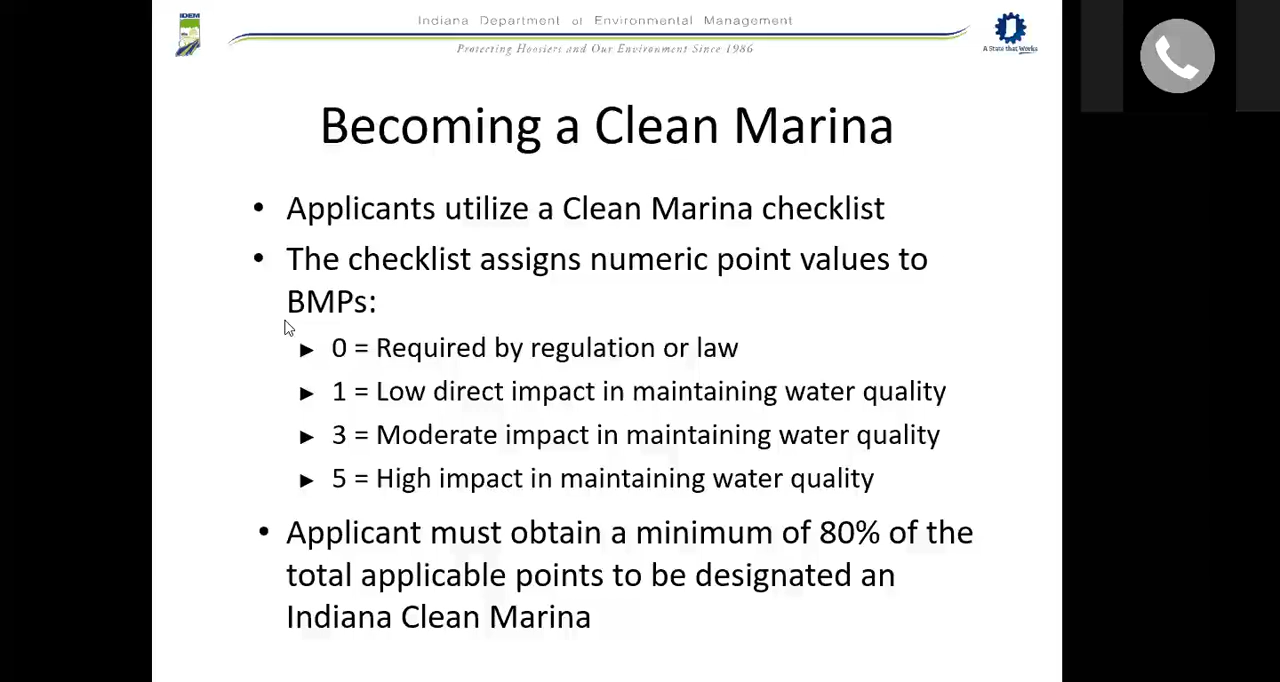 IDEM
Indiana Department of Environmental Management
Protecting Hoosiers and Our Environment Since 1986
A State that Works
Becoming a Clean Marina
• Applicants utilize a Clean Marina checklist
• The checklist assigns numeric point values to
BMPs:
► 0 = Required by regulation or law
► 1 = Low direct impact in maintaining water quality
► 3 = Moderate impact in maintaining water quality
► 5 = High impact in maintaining water quality
• Applicant must obtain a minimum of 80% of the
total applicable points to be designated an
Indiana Clean Marina